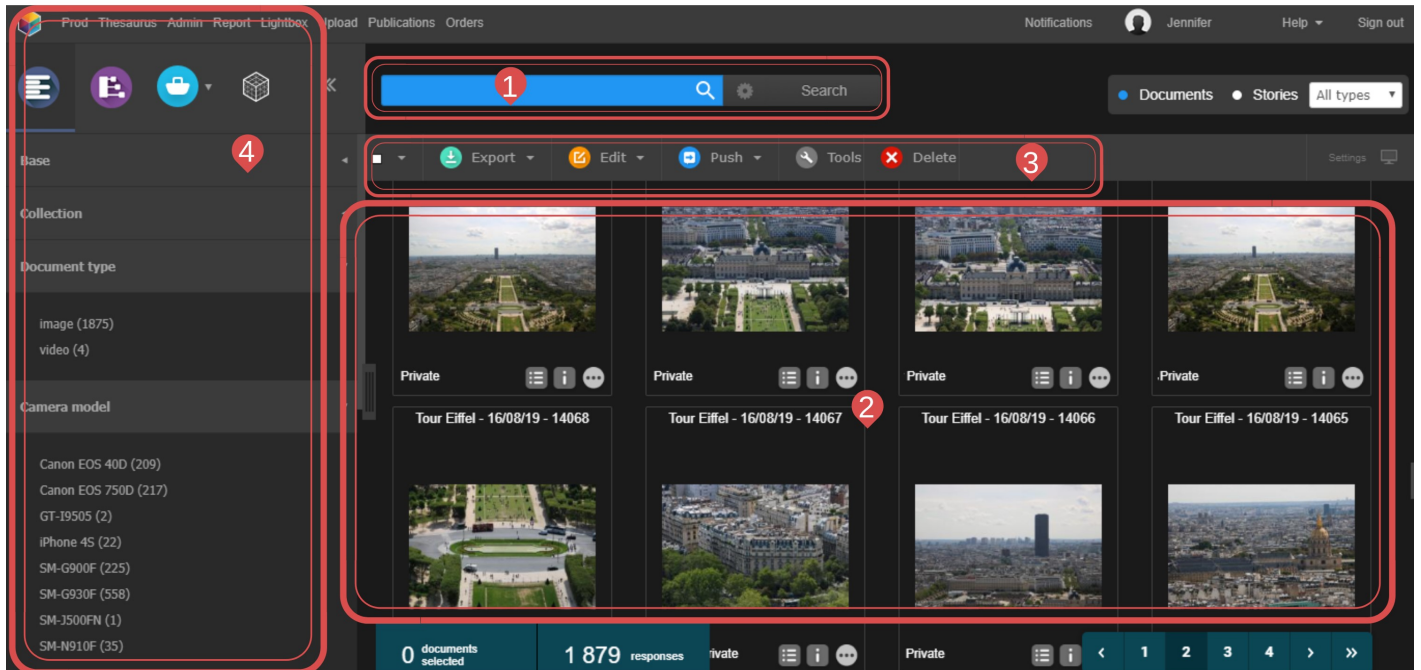 Prod Thesaurus Admin Report Lightbox Upload Publications Orders Notifications Jennifer Help Sign out
1
Search
Documents Stories All types
4
Base
Export Edit Push Tools Delete 3 Settings
Collection
Document type
image (1875)
video (4)
Private Private Private Private
2
Camera model
Tour Eiffel - 16/08/19 - 14068 Tour Eiffel - 16/08/19 - 14067 Tour Eiffel - 16/08/19 - 14066 Tour Eiffel - 16/08/19 - 14065
Canon EOS 40D (209)
Canon EOS 750D (217)
GT-I9505 (2)
iPhone 4S (22)
SM-G900F (225)
SM-G930F (558)
SM-J500FN (1)
SM-N910F (35)
0 documents selected 1 879 responses rivate Private ‹ 1 2 3 4 › »